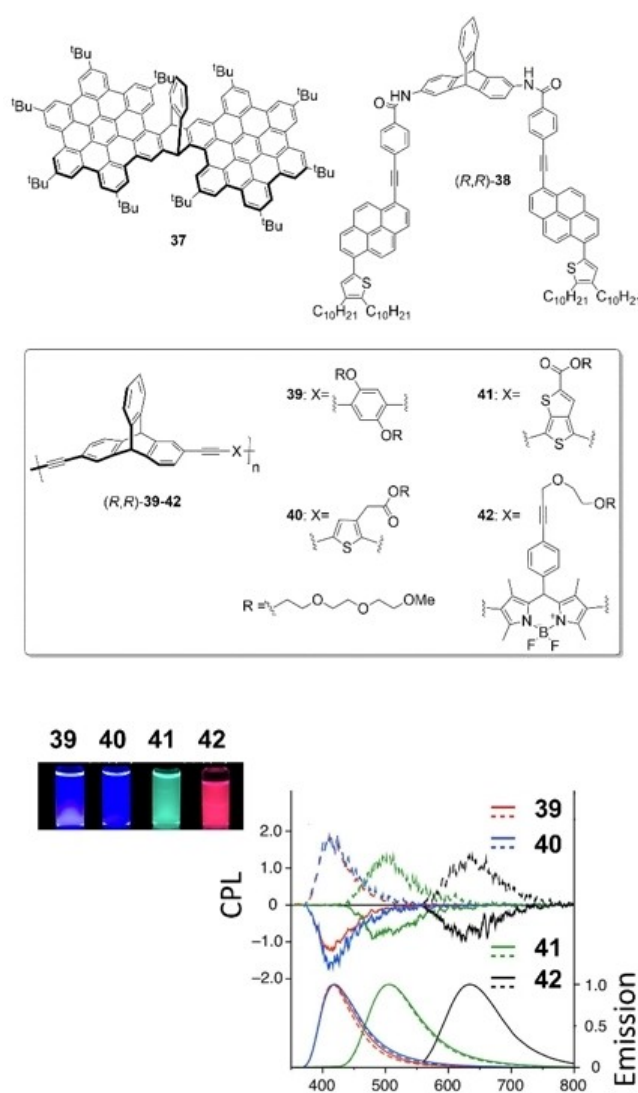 tBu
tBu
tBu
tBu
tBu
tBu
tBu
tBu
tBu
tBu
37
O
HN
NH
O
(R,R)-38
S
C10H21
C10H21
S
C10H21
C10H21
X
n
(R,R)-39-42
39: X=
RO
OR
41: X=
OR
O
S
S
40: X=
OR
O
S
42: X=
O
OR
N
+
N
B
-
F
F
R =
O
O
OMe
39 40 41 42
CPL
2.0
1.0
0
-1.0
-2.0
39
40
41
42
1.0
0.5
0
Emission
400 500 600 700 800